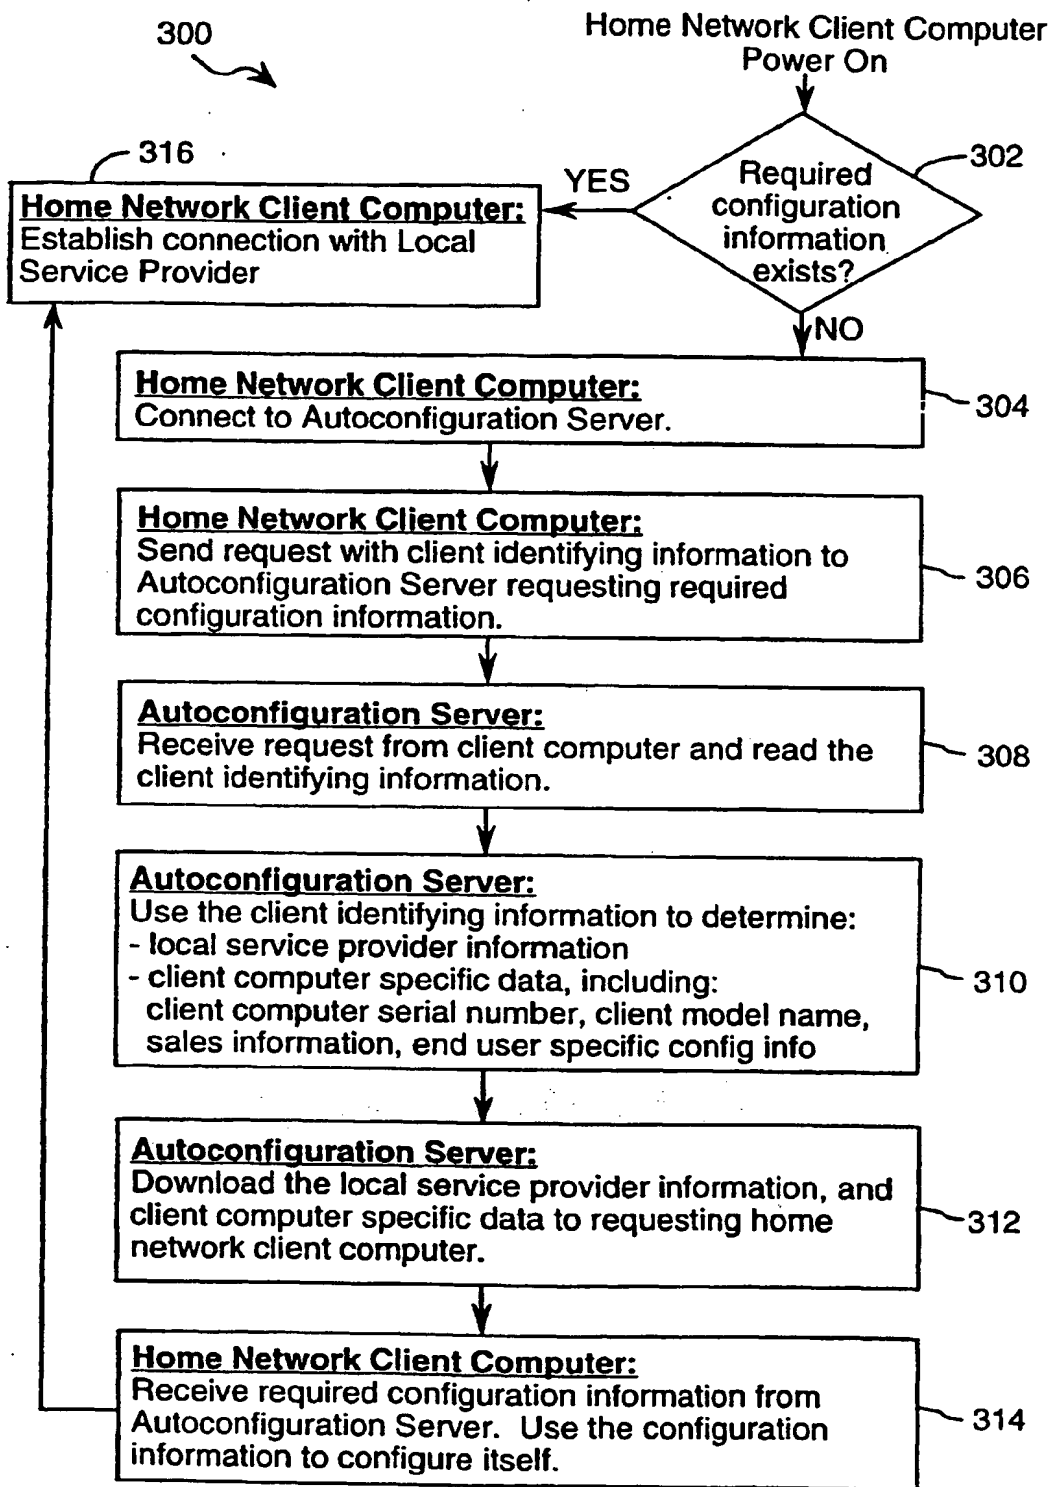 300
Home Network Client Computer
Power On
316
302
YES
Required
configuration
information
exists?
Home Network Client Computer:
Establish connection with Local
Service Provider
NO
Home Network Client Computer:
Connect to Autoconfiguration Server.
304
Home Network Client Computer:
Send request with client identifying information to
Autoconfiguration Server requesting required
configuration information.
306
Autoconfiguration Server:
Receive request from client computer and read the
client identifying information.
308
Autoconfiguration Server:
Use the client identifying information to determine:
- local service provider information
- client computer specific data, including:
client computer serial number, client model name,
sales information, end user specific config info
310
Autoconfiguration Server:
Download the local service provider information, and
client computer specific data to requesting home
network client computer.
312
Home Network Client Computer:
Receive required configuration information from
Autoconfiguration Server. Use the configuration
information to configure itself.
314